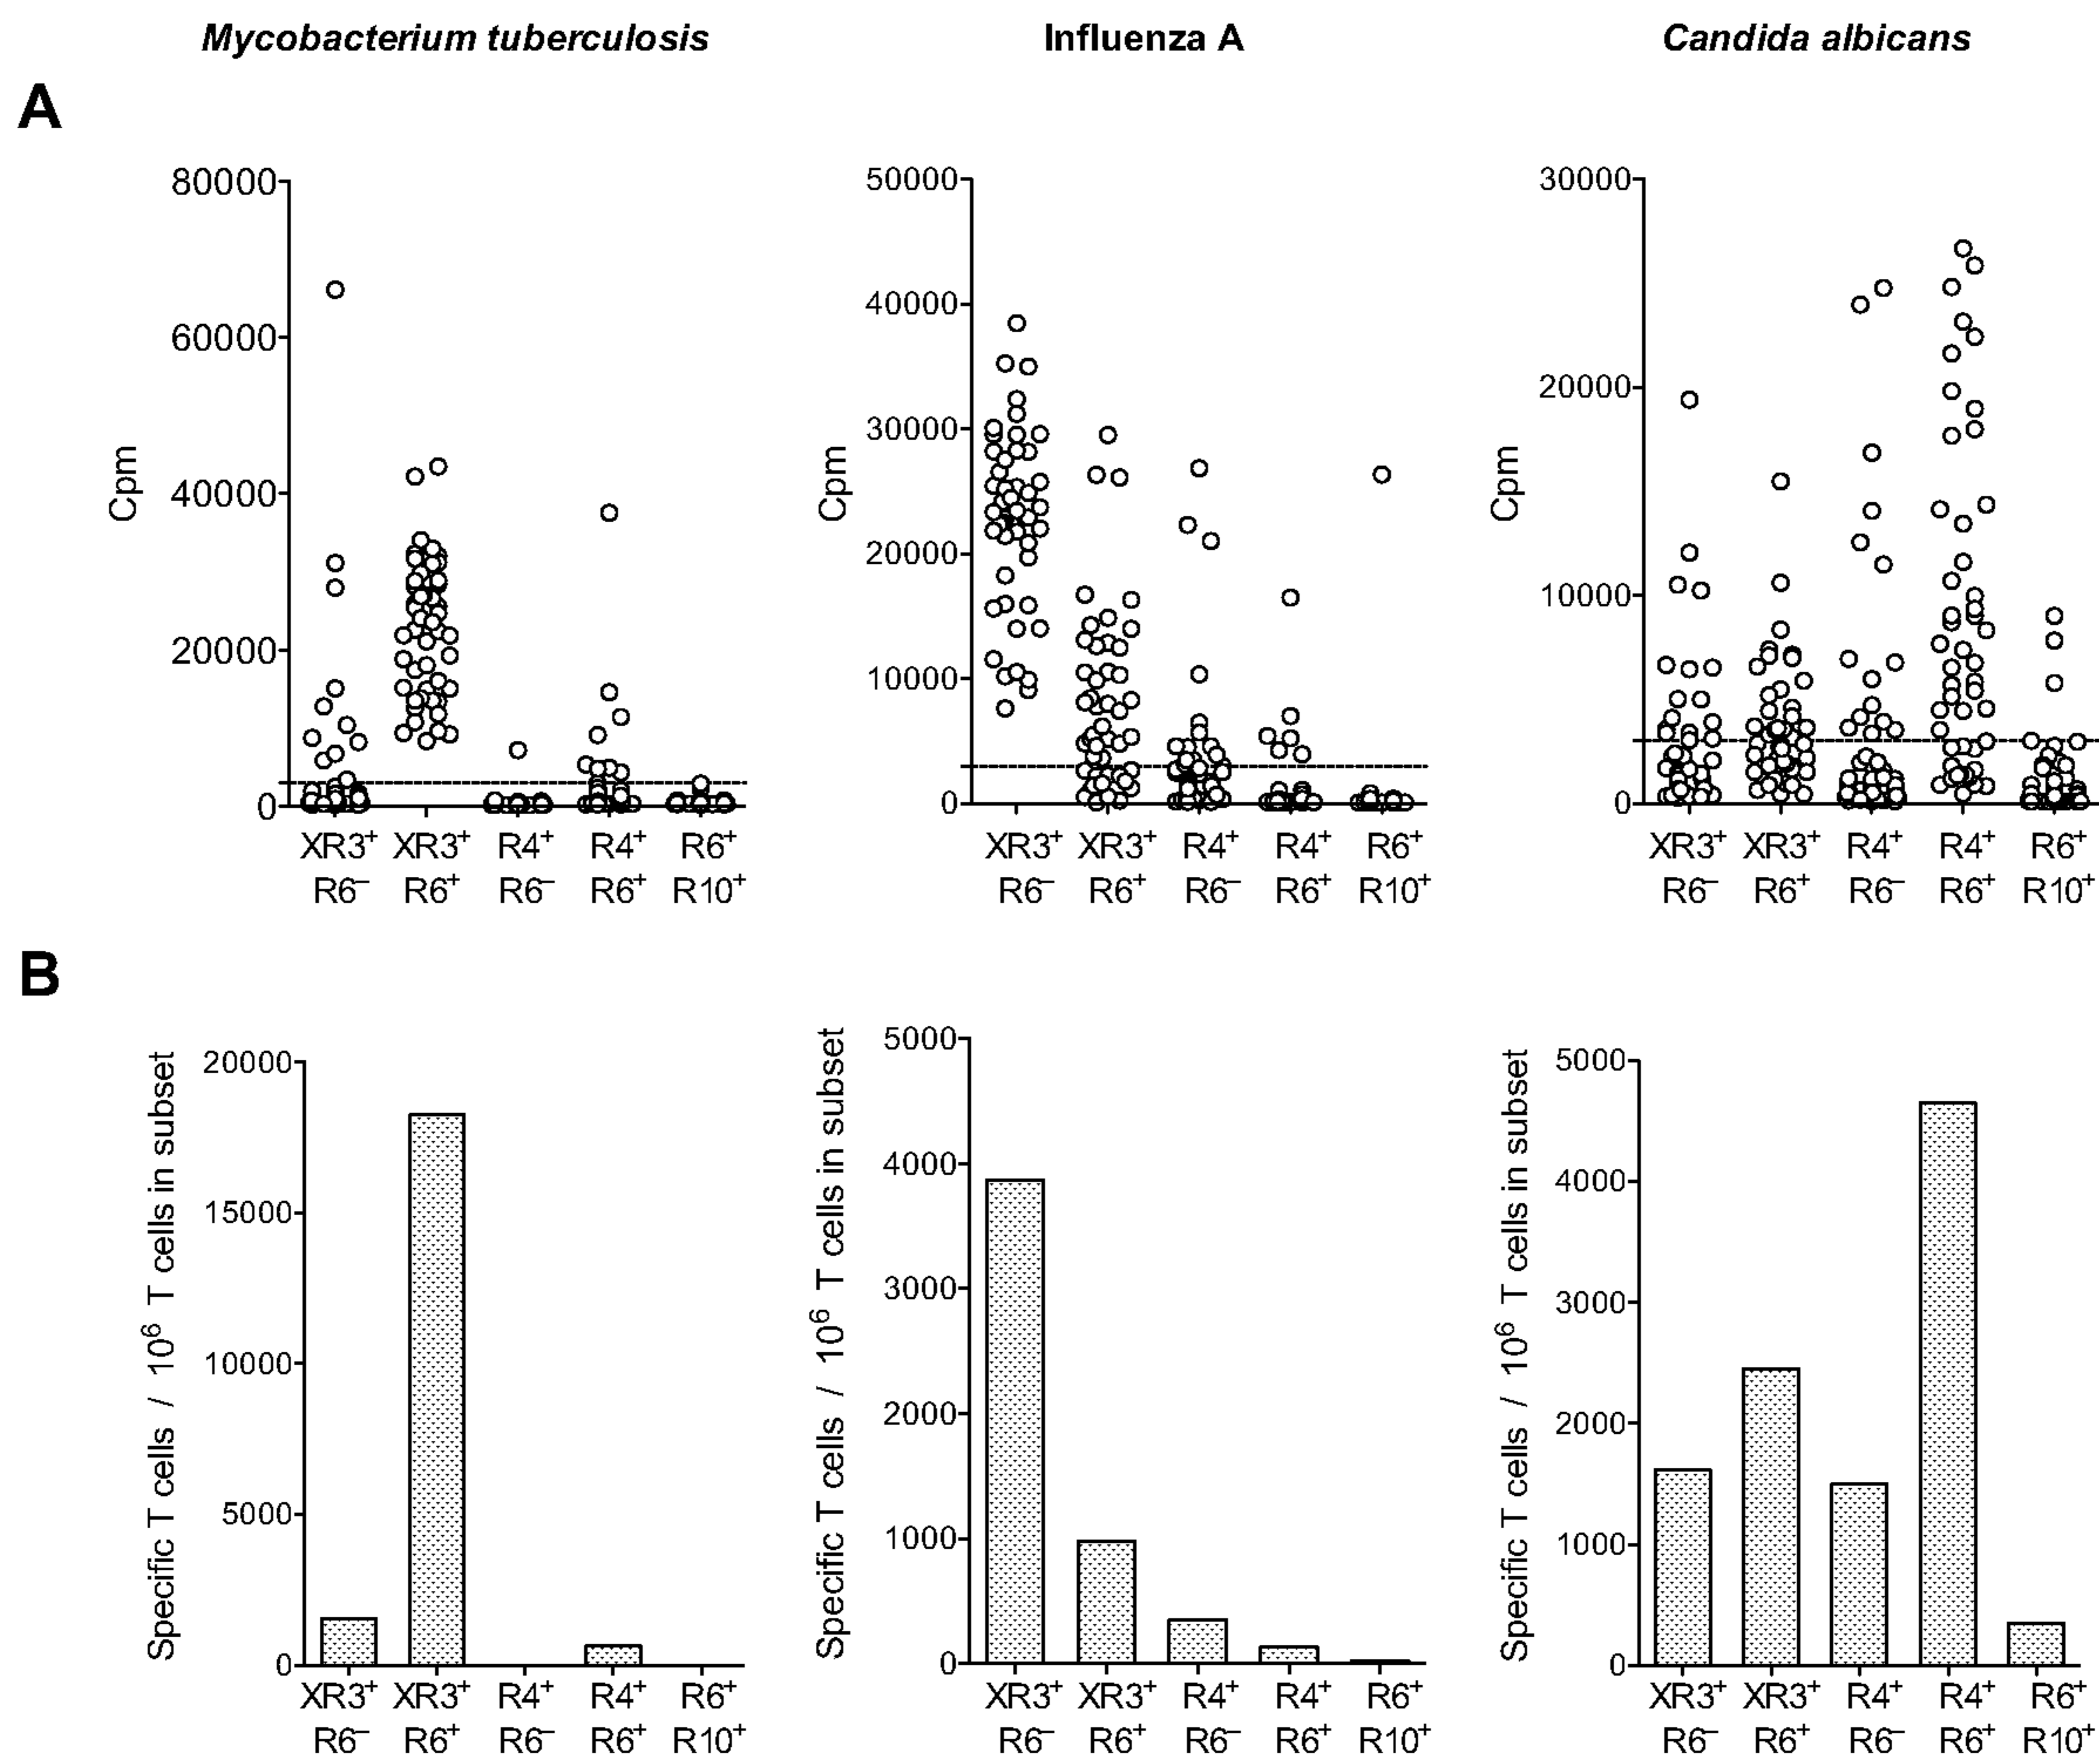 Mycobacterium tuberculosis
Influenza A
Candida albicans
A
Cpm
80000
60000
40000
20000
0
XR3+ XR3+ R4+ R4+ R6+
R6– R6+ R6– R6+ R10+
Cpm
50000
40000
30000
20000
10000
0
XR3+ XR3+ R4+ R4+ R6+
R6– R6+ R6– R6+ R10+
Cpm
30000
20000
10000
0
XR3+ XR3+ R4+ R4+ R6+
R6– R6+ R6– R6+ R10+
B
Specific T cells / 10⁶ T cells in subset
20000
15000
10000
5000
0
XR3+ XR3+ R4+ R4+ R6+
R6– R6+ R6– R6+ R10+
Specific T cells / 10⁶ T cells in subset
5000
4000
3000
2000
1000
0
XR3+ XR3+ R4+ R4+ R6+
R6– R6+ R6– R6+ R10+
Specific T cells / 10⁶ T cells in subset
5000
4000
3000
2000
1000
0
XR3+ XR3+ R4+ R4+ R6+
R6– R6+ R6– R6+ R10+